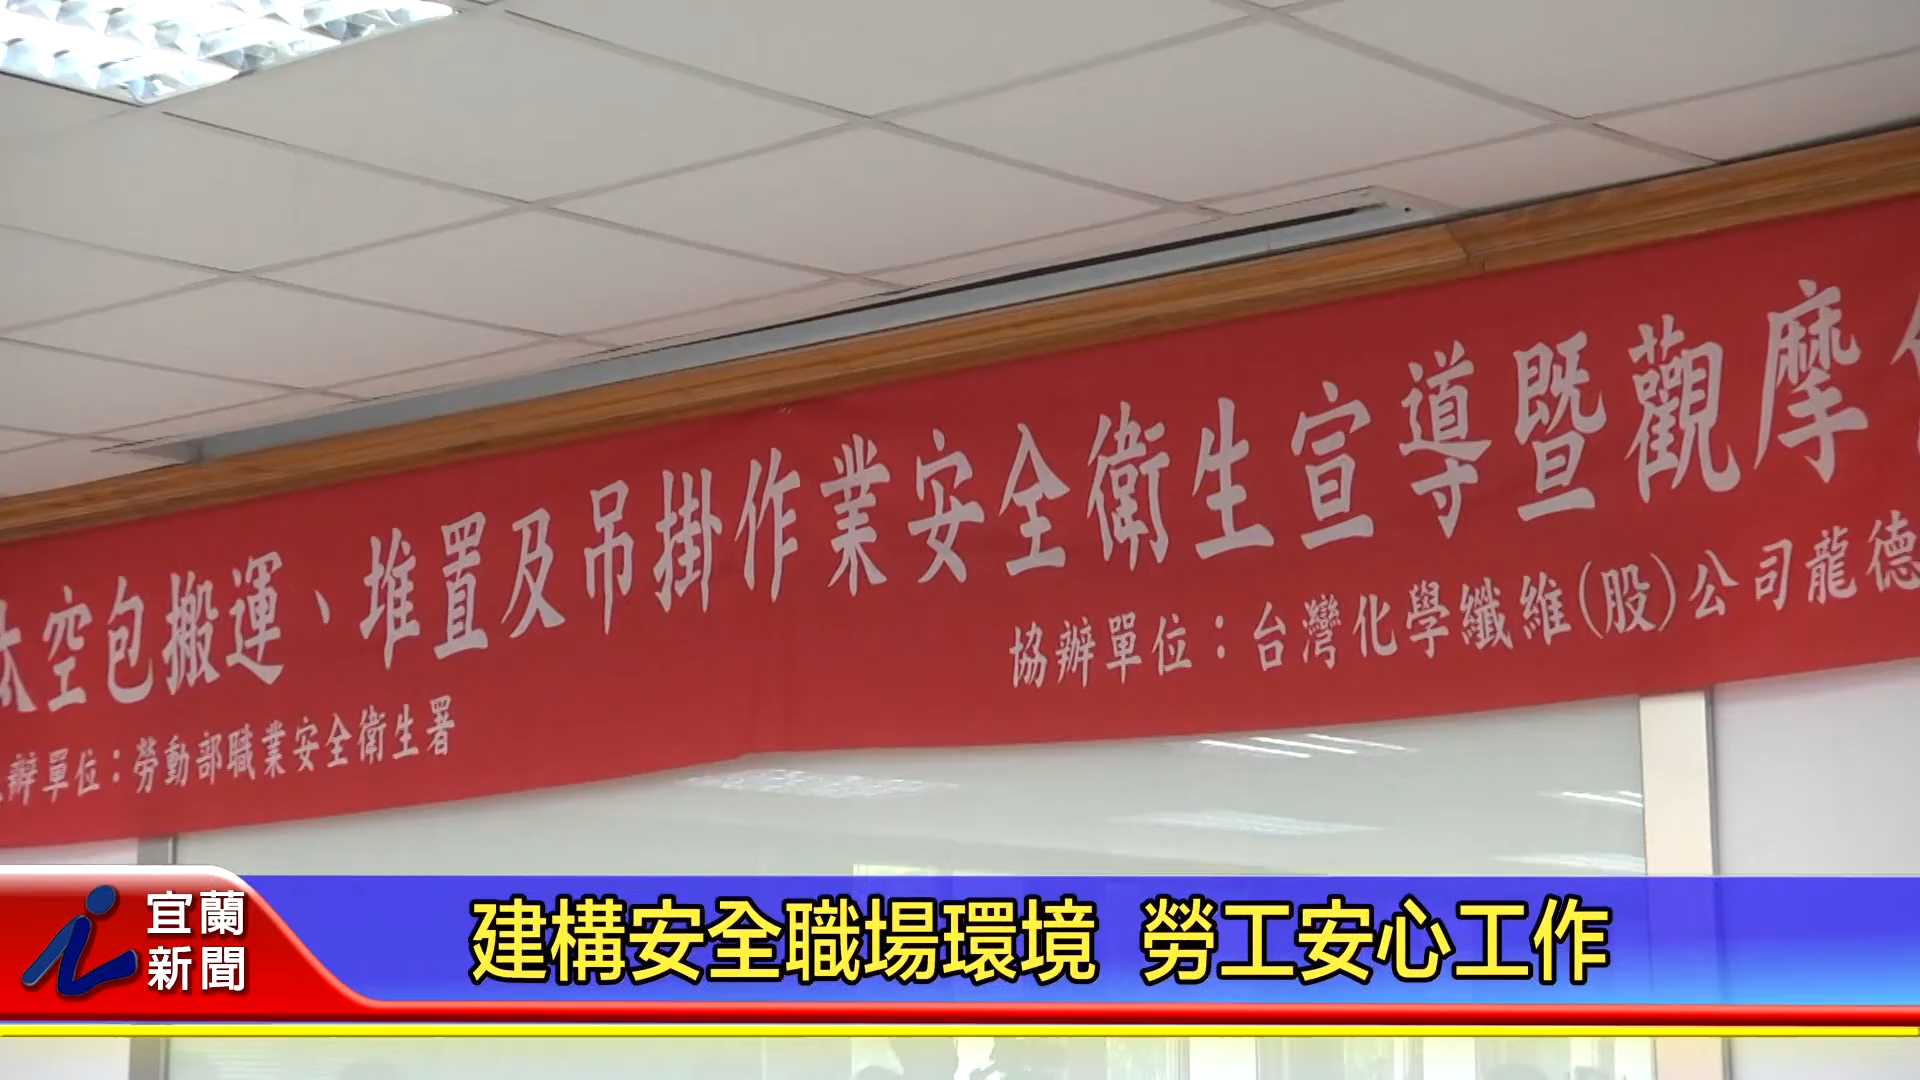 太空包搬運、堆置及吊掛作業安全衛生宣導暨觀摩
辦單位：勞動部職業安全衛生署
協辦單位：台灣化學纖維(股)公司龍德
宜蘭
新聞
建構安全職場環境 勞工安心工作